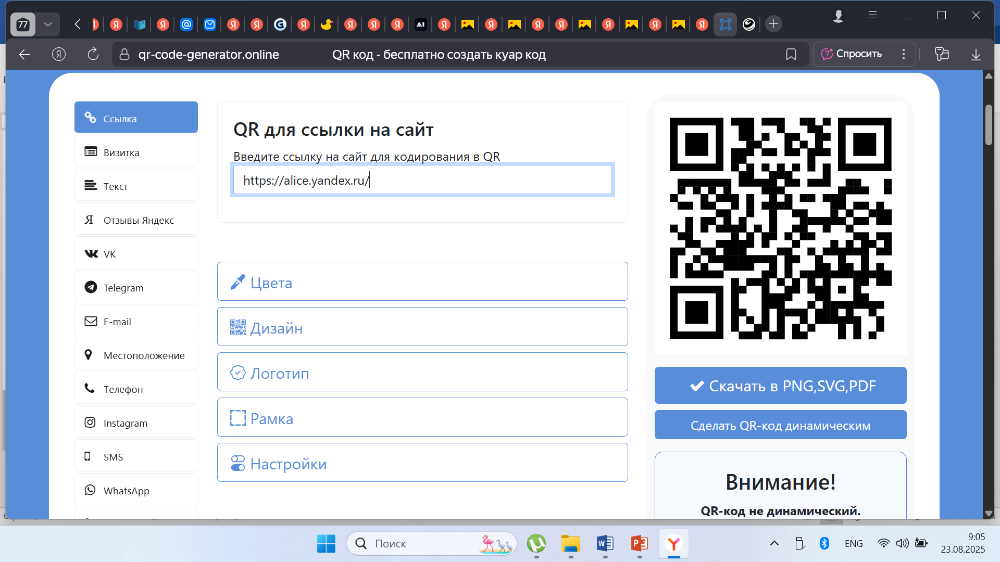 77
qr-code-generator.online
QR код - бесплатно создать куар код
Спросить
Ссылка
Визитка
Текст
Отзывы Яндекс
VK
Telegram
E-mail
Местоположение
Телефон
Instagram
SMS
WhatsApp
QR для ссылки на сайт
Введите ссылку на сайт для кодирования в QR
https://alice.yandex.ru/
Цвета
Дизайн
Логотип
Рамка
Настройки
Скачать в PNG,SVG,PDF
Сделать QR-код динамическим
Внимание!
QR-код не динамический.
Поиск
ENG
9:05
23.08.2025